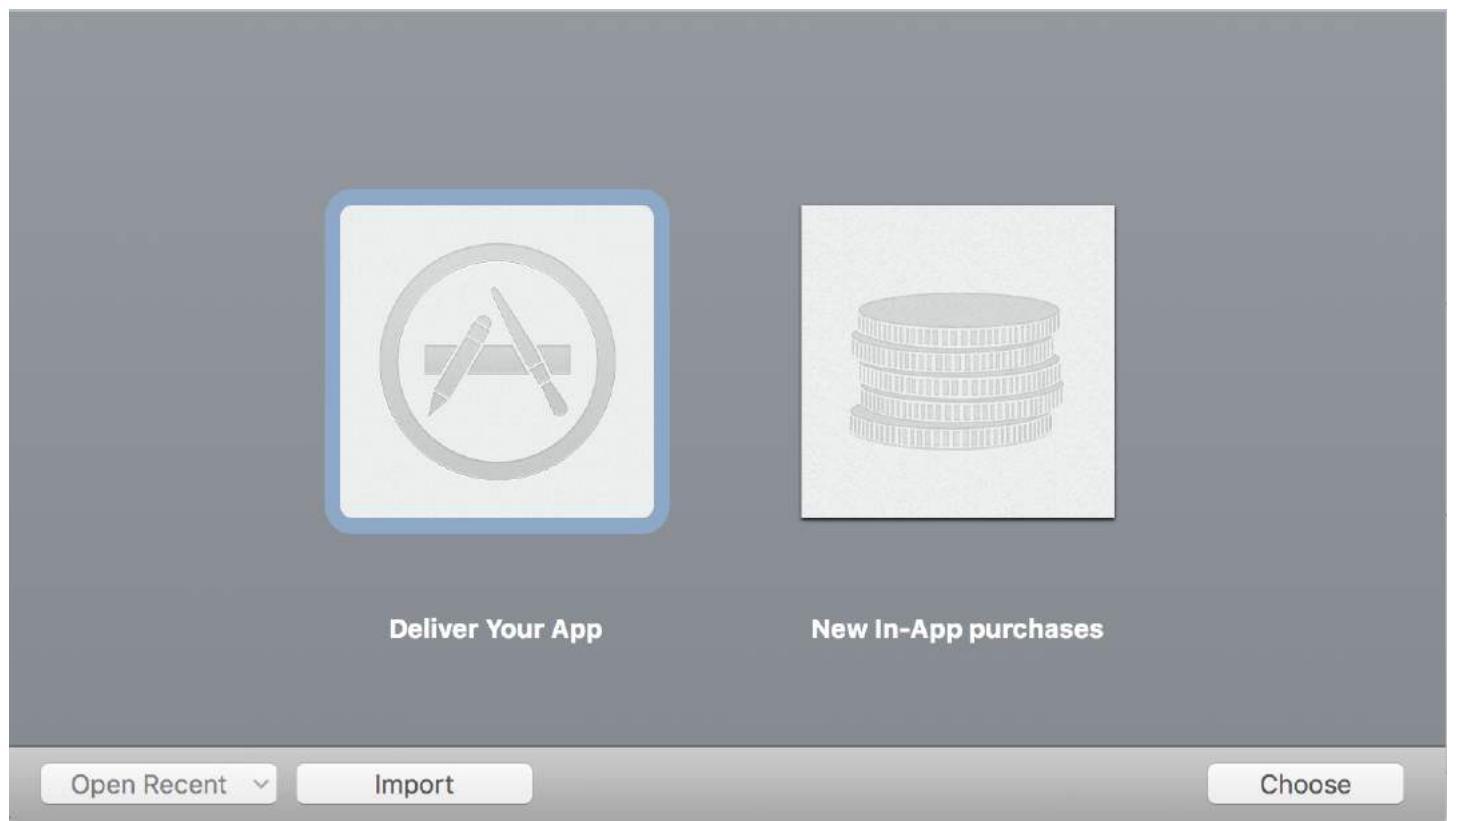 Deliver Your App
New In-App purchases
Open Recent
Import
Choose